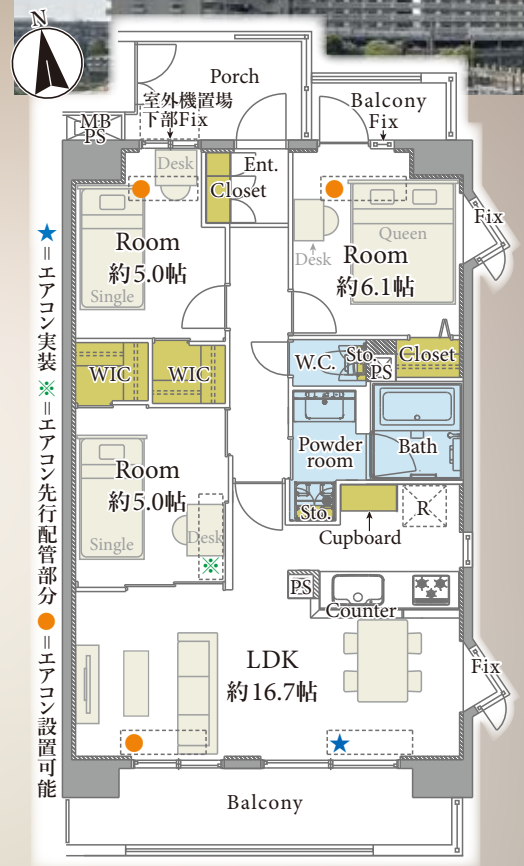 N
Porch
室外機置場
下部Fix
Balcony
Fix
MB
PS
Desk
Ent.
Closet
Fix
Room
約5.0帖
Single
Queen
Desk
Room
約6.1帖
WIC
WIC
W.C.
Sto.
PS
Closet
Powder
room
Bath
Room
約5.0帖
Single
Desk
※
Sto.
Cupboard
R
PS
Counter
LDK
約16.7帖
Fix
Balcony
★=エアコン実装 ※=エアコン先行配管部分 ●=エアコン設置可能